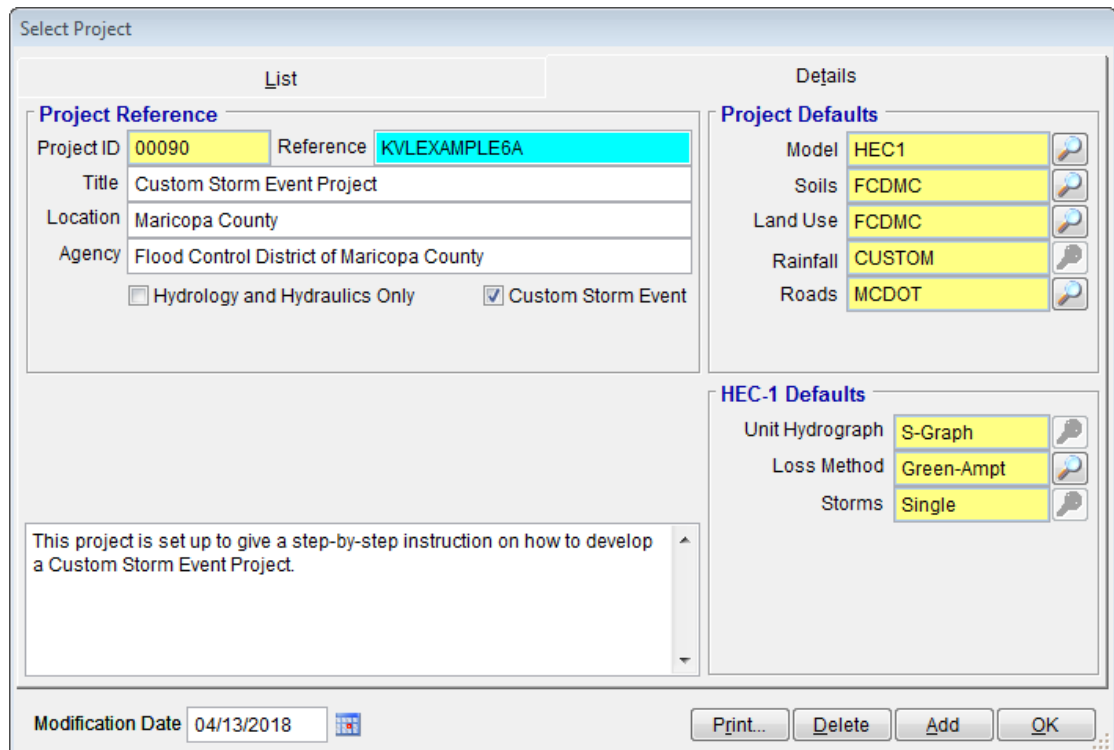 Select Project
List
Details
Project Reference
Project ID 00090 Reference KVLEXAMPLE6A
Title Custom Storm Event Project
Location Maricopa County
Agency Flood Control District of Maricopa County
Hydrology and Hydraulics Only Custom Storm Event
Project Defaults
Model HEC1
Soils FCDMC
Land Use FCDMC
Rainfall CUSTOM
Roads MCDOT
HEC-1 Defaults
Unit Hydrograph S-Graph
Loss Method Green-Ampt
Storms Single
This project is set up to give a step-by-step instruction on how to develop
a Custom Storm Event Project.
Modification Date 04/13/2018
Print... Delete Add OK